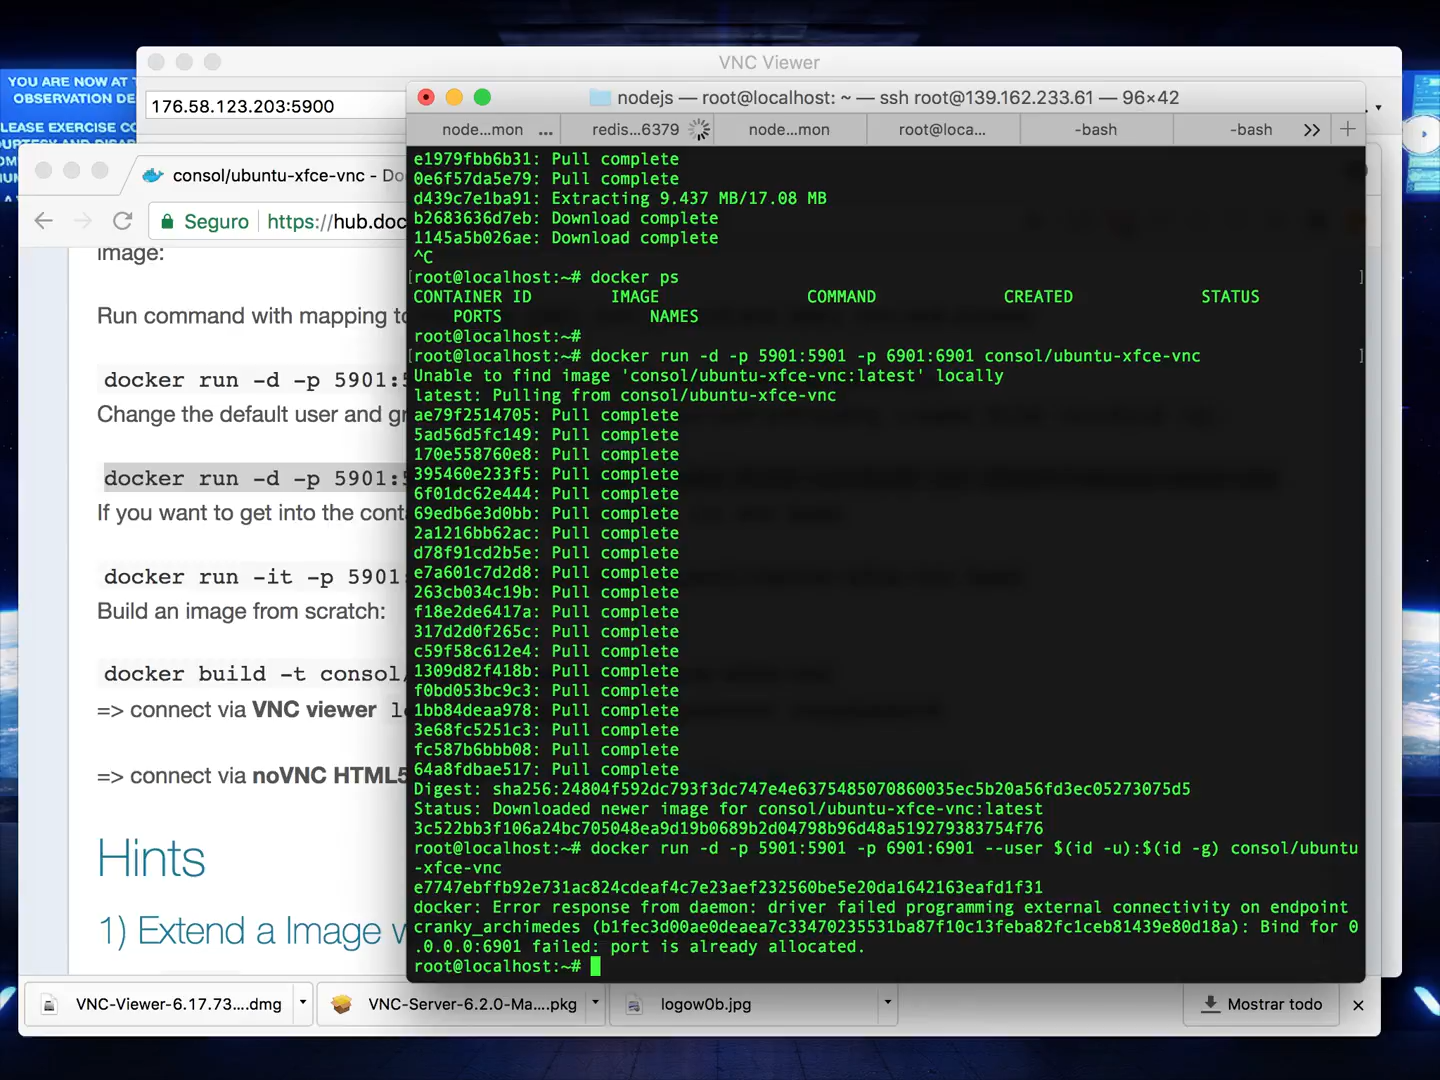 YOU ARE NOW AT
OBSERVATION DE
LEASE EXERCISE CO
VNC Viewer
176.58.123.203:5900
nodejs — root@localhost: ~ — ssh root@139.162.233.61 — 96×42
node...mon ...
redis...6379
node...mon
root@loca...
-bash
-bash
consol/ubuntu-xfce-vnc - Do
Seguro
https://hub.doc
image:
Run command with mapping to
docker run -d -p 5901:5
Change the default user and gr
docker run -d -p 5901:5
If you want to get into the cont
docker run -it -p 5901:
Build an image from scratch:
docker build -t consol/
=> connect via VNC viewer lo
=> connect via noVNC HTML5
Hints
1) Extend a Image w
e1979fbb6b31: Pull complete
0e6f57da5e79: Pull complete
d439c7e1ba91: Extracting 9.437 MB/17.08 MB
b2683636d7eb: Download complete
1145a5b026ae: Download complete
^C
[root@localhost:~# docker ps ]
CONTAINER ID IMAGE COMMAND CREATED STATUS
PORTS NAMES
root@localhost:~#
[root@localhost:~# docker run -d -p 5901:5901 -p 6901:6901 consol/ubuntu-xfce-vnc ]
Unable to find image 'consol/ubuntu-xfce-vnc:latest' locally
latest: Pulling from consol/ubuntu-xfce-vnc
ae79f2514705: Pull complete
5ad56d5fc149: Pull complete
170e558760e8: Pull complete
395460e233f5: Pull complete
6f01dc62e444: Pull complete
69edb6e3d0bb: Pull complete
2a1216bb62ac: Pull complete
d78f91cd2b5e: Pull complete
e7a601c7d2d8: Pull complete
263cb034c19b: Pull complete
f18e2de6417a: Pull complete
317d2d0f265c: Pull complete
c59f58c612e4: Pull complete
1309d82f418b: Pull complete
f0bd053bc9c3: Pull complete
1bb84deaa978: Pull complete
3e68fc5251c3: Pull complete
fc587b6bbb08: Pull complete
64a8fdbae517: Pull complete
Digest: sha256:24804f592dc793f3dc747e4e6375485070860035ec5b20a56fd3ec05273075d5
Status: Downloaded newer image for consol/ubuntu-xfce-vnc:latest
3c522bb3f106a24bc705048ea9d19b0689b2d04798b96d48a519279383754f76
root@localhost:~# docker run -d -p 5901:5901 -p 6901:6901 --user $(id -u):$(id -g) consol/ubuntu
-xfce-vnc
e7747ebffb92e731ac824cdeaf4c7e23aef232560be5e20da1642163eafd1f31
docker: Error response from daemon: driver failed programming external connectivity on endpoint
cranky_archimedes (b1fec3d00ae0deaea7c33470235531ba87f10c13feba82fc1ceb81439e80d18a): Bind for 0
.0.0.0:6901 failed: port is already allocated.
root@localhost:~#
VNC-Viewer-6.17.73....dmg
VNC-Server-6.2.0-Ma....pkg
logow0b.jpg
Mostrar todo